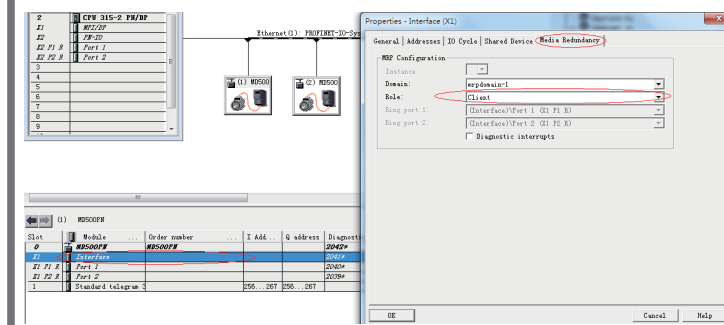 2 CPU 315-2 PN/DP
X1 MPI/DP
X2 PN-IO
X2 P1 R Port 1
X2 P2 R Port 2
3
4
5
6
7
8
9
Ethernet(1): PROFINET-IO-Sys
(1) MD500
(2) MD500
(1) MD500PN
Slot Module ... Order number ... I Add... Q address Diagnosti
0 MD500PN MD500PN 2042*
X1 Interface 2041*
X1 P1 R Port 1 2040*
X1 P2 R Port 2 2039*
1 Standard telegram 3 256...267 256...267
Properties - Interface (X1)
General Addresses IO Cycle Shared Device Media Redundancy
MRP Configuration
Instance
Domain: mrpdomain-1
Role: Client
Ring port 1: (Interface)\Port 1 (X1 P1 R)
Ring port 2: (Interface)\Port 2 (X1 P2 R)
Diagnostic interrupts
OK Cancel Help